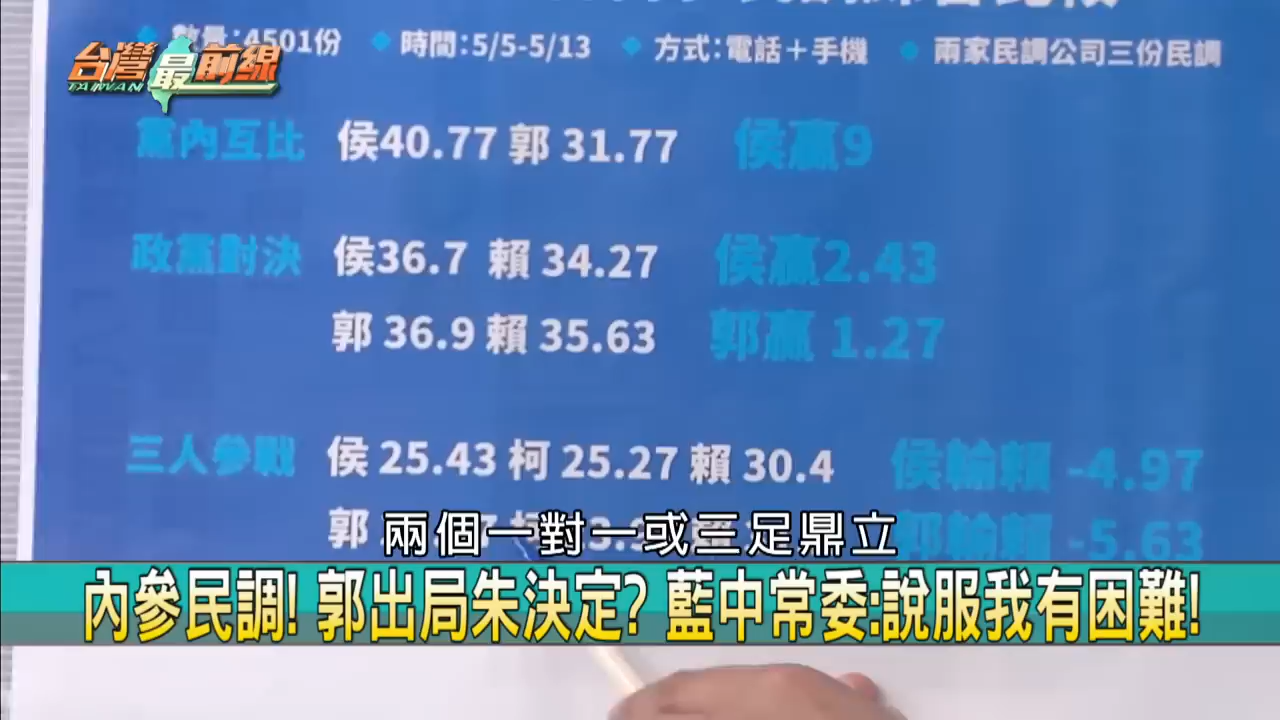 數量:4501份 ◆ 時間:5/5-5/13 ◆ 方式:電話+手機 ◆ 兩家民調公司三份民調
台灣最前線
TAIWAN
黨內互比 侯40.77 郭 31.77 侯贏9
政黨對決 侯36.7 賴 34.27 侯贏2.43
郭 36.9 賴 35.63 郭贏 1.27
三人參戰 侯 25.43 柯 25.27 賴 30.4 侯輸賴 -4.97
郭 郭輸賴 -5.63
兩個一對一或三足鼎立
內參民調! 郭出局朱決定? 藍中常委:說服我有困難!